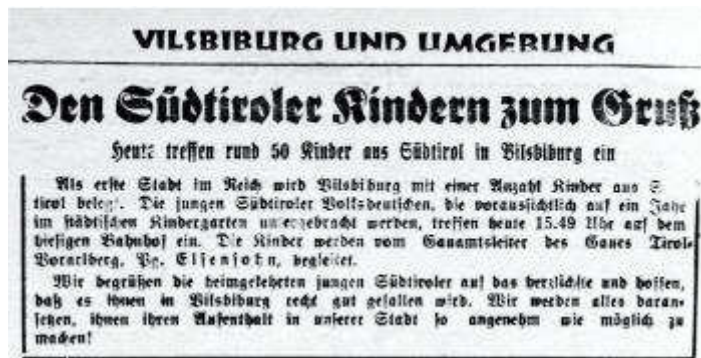 VILSBIBURG UND UMGEBUNG
Den Südtiroler Kindern zum Gruß
Heute treffen rund 50 Kinder aus Südtirol in Vilsbiburg ein
Als erste Stadt im Reich wird Vilsbiburg mit einer Anzahl Kinder aus S
tirol belegt. Die jungen Südtiroler Volksdeutschen, die voraussichtlich auf ein Jahr
im städtischen Kindergarten untergebracht werden, treffen heute 15.49 Uhr auf dem
hiesigen Bahnhof ein. Die Kinder werden vom Gauamtsleiter des Gaues Tirol-
Vorarlberg, Pg. Elsensohn, begleitet.
Wir begrüßen die heimgekehrten jungen Südtiroler auf das herzlichste und hoffen,
daß es ihnen in Vilsbiburg recht gut gefallen wird. Wir werden alles daran-
setzen, ihnen ihren Aufenthalt in unserer Stadt so angenehm wie möglich zu
machen!